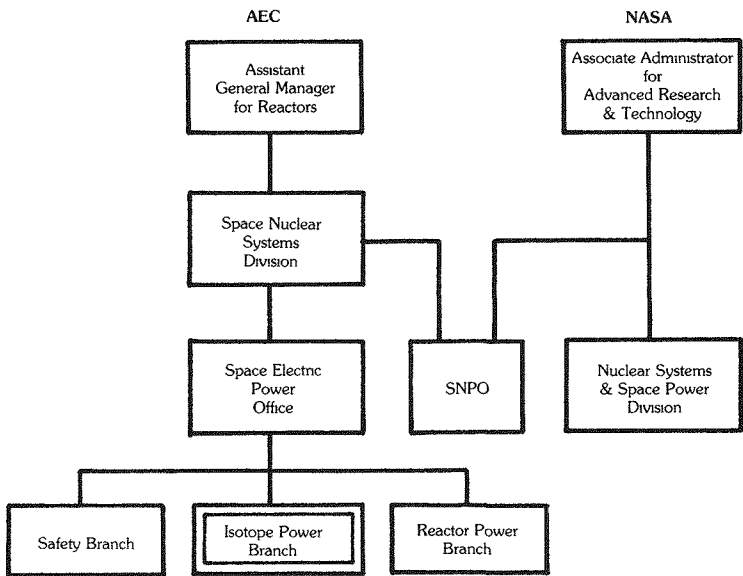 AEC
NASA
Assistant
General Manager
for Reactors
Associate Administrator
for
Advanced Research
& Technology
Space Nuclear
Systems
Division
Space Electric
Power
Office
SNPO
Nuclear Systems
& Space Power
Division
Safety Branch
Isotope Power
Branch
Reactor Power
Branch